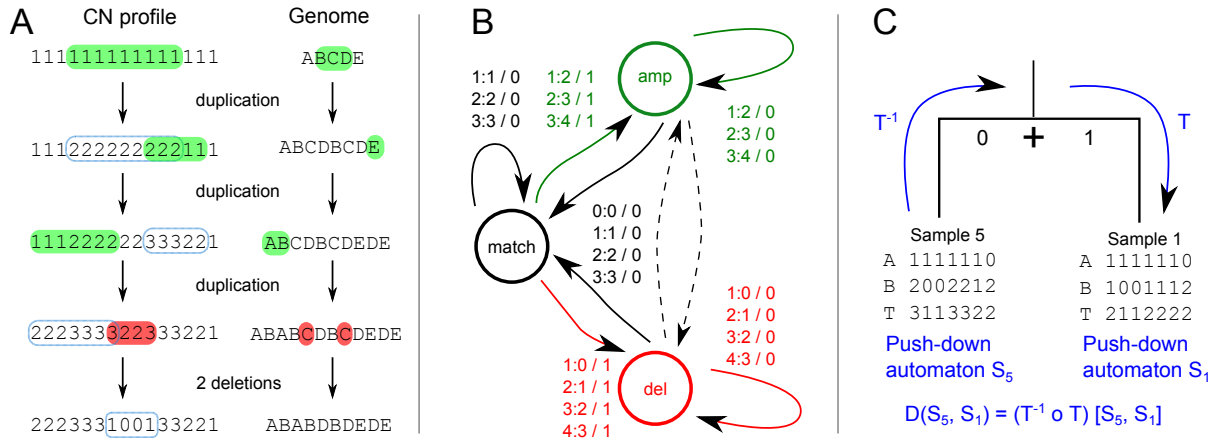 A
CN profile
Genome
111111111111111
ABCDE
duplication
111222222222111
ABCDBCDE
duplication
111222222333221
ABCDBCDEDE
duplication
222333322333221
ABABCDBCDEDE
2 deletions
222333100133221
ABABDBDEDE
B
amp
1:1 / 0
2:2 / 0
3:3 / 0
1:2 / 1
2:3 / 1
3:4 / 1
1:2 / 0
2:3 / 0
3:4 / 0
match
0:0 / 0
1:1 / 0
2:2 / 0
3:3 / 0
1:0 / 0
2:1 / 0
3:2 / 0
4:3 / 0
1:0 / 1
2:1 / 1
3:2 / 1
4:3 / 1
del
C
T-1
T
0 + 1
Sample 5
A 1111110
B 2002212
T 3113322
Push-down
automaton S5
Sample 1
A 1111110
B 1001112
T 2112222
Push-down
automaton S1
D(S5, S1) = (T-1 o T) [S5, S1]